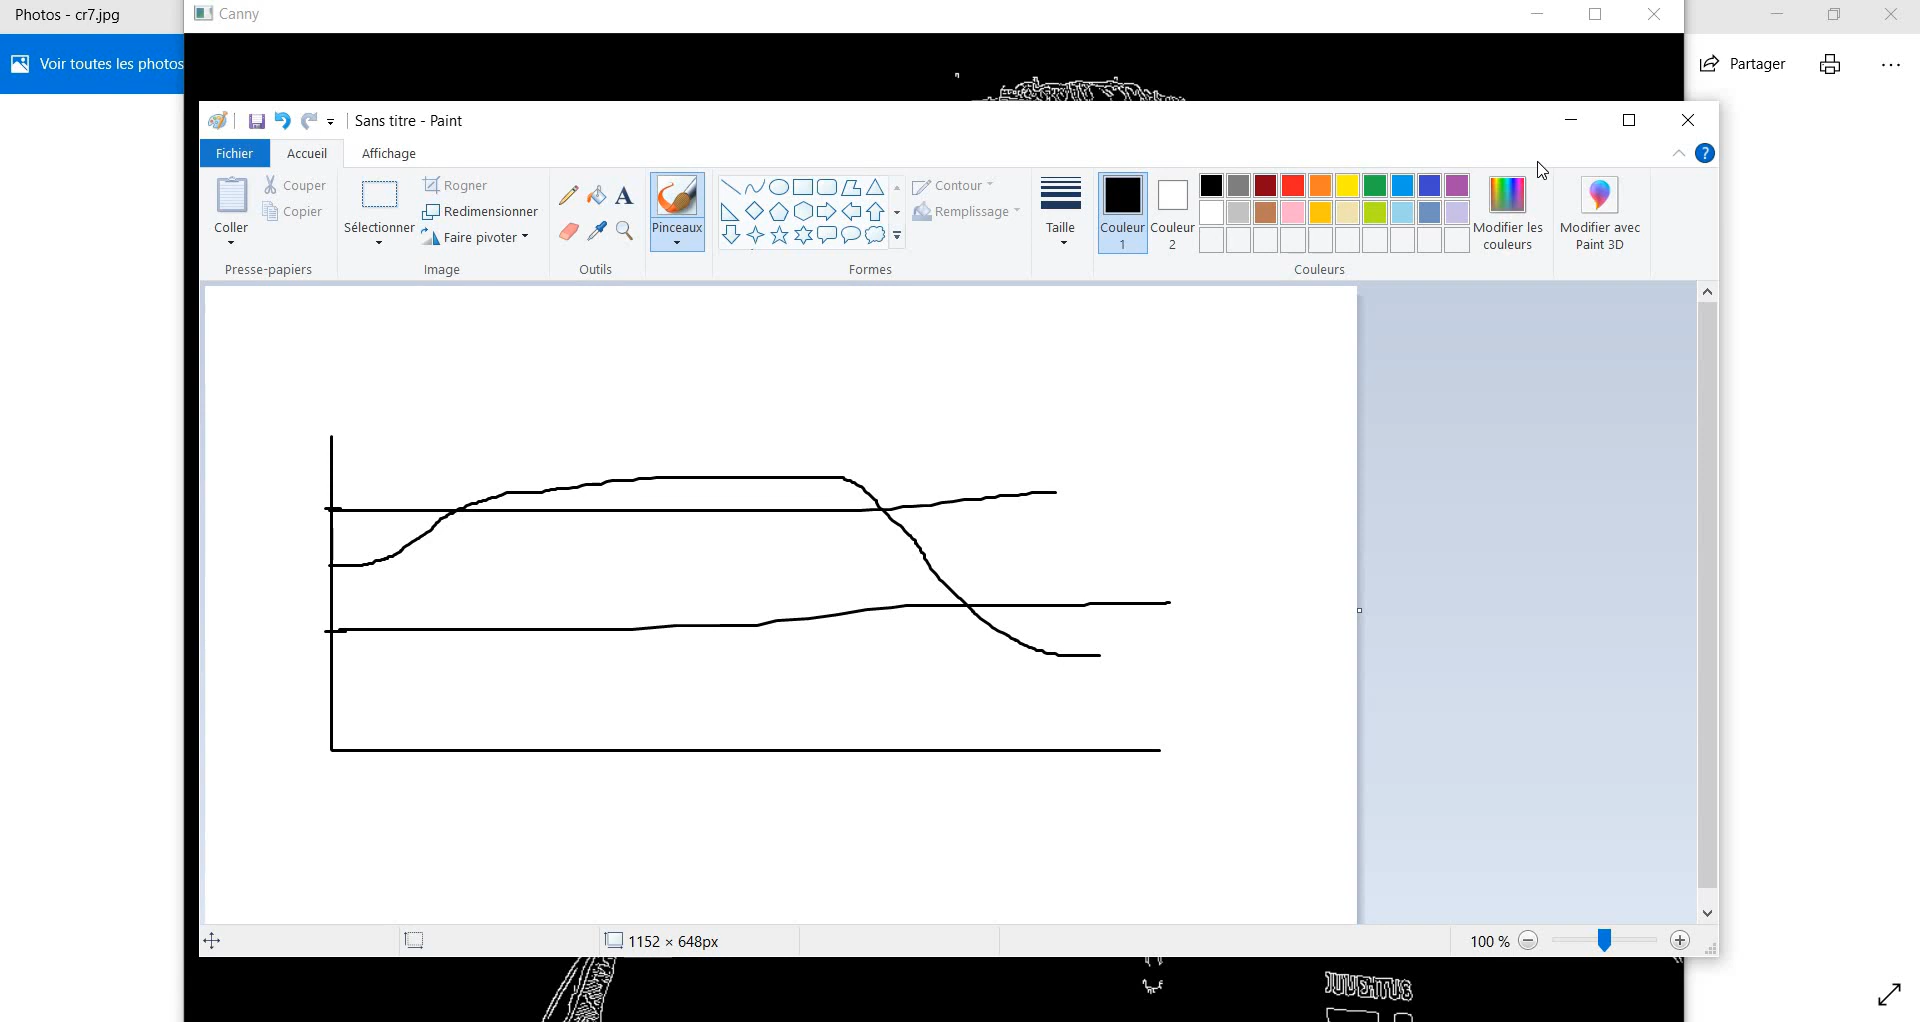 Photos - cr7.jpg
Canny
Voir toutes les photos
Partager
Sans titre - Paint
Fichier Accueil Affichage
?
Coller
Couper
Copier
Presse-papiers
Sélectionner
Rogner
Redimensionner
Faire pivoter
Image
A
Outils
Pinceaux
Contour
Remplissage
Formes
Taille
Couleur
1
Couleur
2
Modifier les
couleurs
Couleurs
Modifier avec
Paint 3D
1152 × 648px
100 %
JUVENTUS